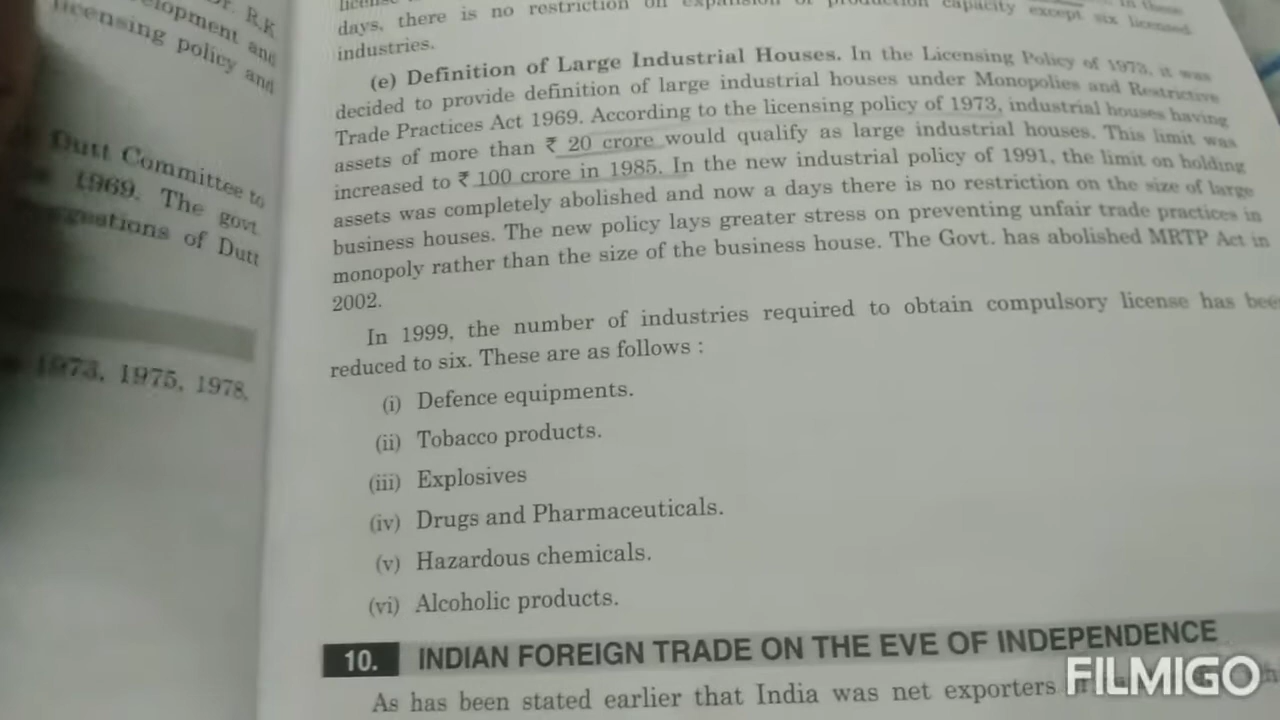 r. R.K
elopment and
icensing policy and
Dutt Committee to
1969. The govt.
ggestions of Dutt
1973, 1975, 1978,
days, there is no restriction on expansion of production capacity except six licensed
industries.
(e) Definition of Large Industrial Houses. In the Licensing Policy of 1973, it was
decided to provide definition of large industrial houses under Monopolies and Restrictive
Trade Practices Act 1969. According to the licensing policy of 1973, industrial houses having
assets of more than ₹ 20 crore would qualify as large industrial houses. This limit was
increased to ₹ 100 crore in 1985. In the new industrial policy of 1991, the limit on holding
assets was completely abolished and now a days there is no restriction on the size of large
business houses. The new policy lays greater stress on preventing unfair trade practices in
monopoly rather than the size of the business house. The Govt. has abolished MRTP Act in
2002.
In 1999, the number of industries required to obtain compulsory license has bee
reduced to six. These are as follows :
(i) Defence equipments.
(ii) Tobacco products.
(iii) Explosives
(iv) Drugs and Pharmaceuticals.
(v) Hazardous chemicals.
(vi) Alcoholic products.
10. INDIAN FOREIGN TRADE ON THE EVE OF INDEPENDENCE
As has been stated earlier that India was net exporters
FILMIGO